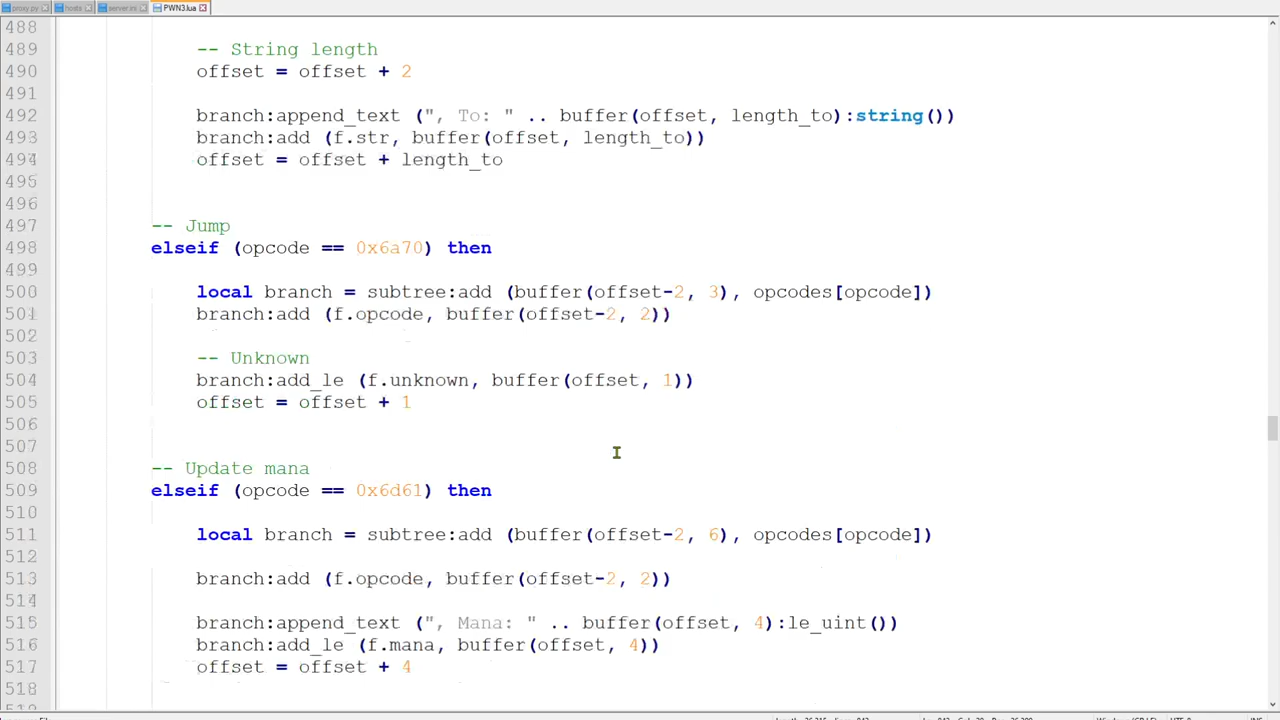 proxy.py hosts server.ini PWN3.lua
488
489 -- String length
490 offset = offset + 2
491
492 branch:append_text (", To: " .. buffer(offset, length_to):string())
493 branch:add (f.str, buffer(offset, length_to))
494 offset = offset + length_to
495
496
497 -- Jump
498 elseif (opcode == 0x6a70) then
499
500 local branch = subtree:add (buffer(offset-2, 3), opcodes[opcode])
501 branch:add (f.opcode, buffer(offset-2, 2))
502
503 -- Unknown
504 branch:add_le (f.unknown, buffer(offset, 1))
505 offset = offset + 1
506
507
508 -- Update mana
509 elseif (opcode == 0x6d61) then
510
511 local branch = subtree:add (buffer(offset-2, 6), opcodes[opcode])
512
513 branch:add (f.opcode, buffer(offset-2, 2))
514
515 branch:append_text (", Mana: " .. buffer(offset, 4):le_uint())
516 branch:add_le (f.mana, buffer(offset, 4))
517 offset = offset + 4
518